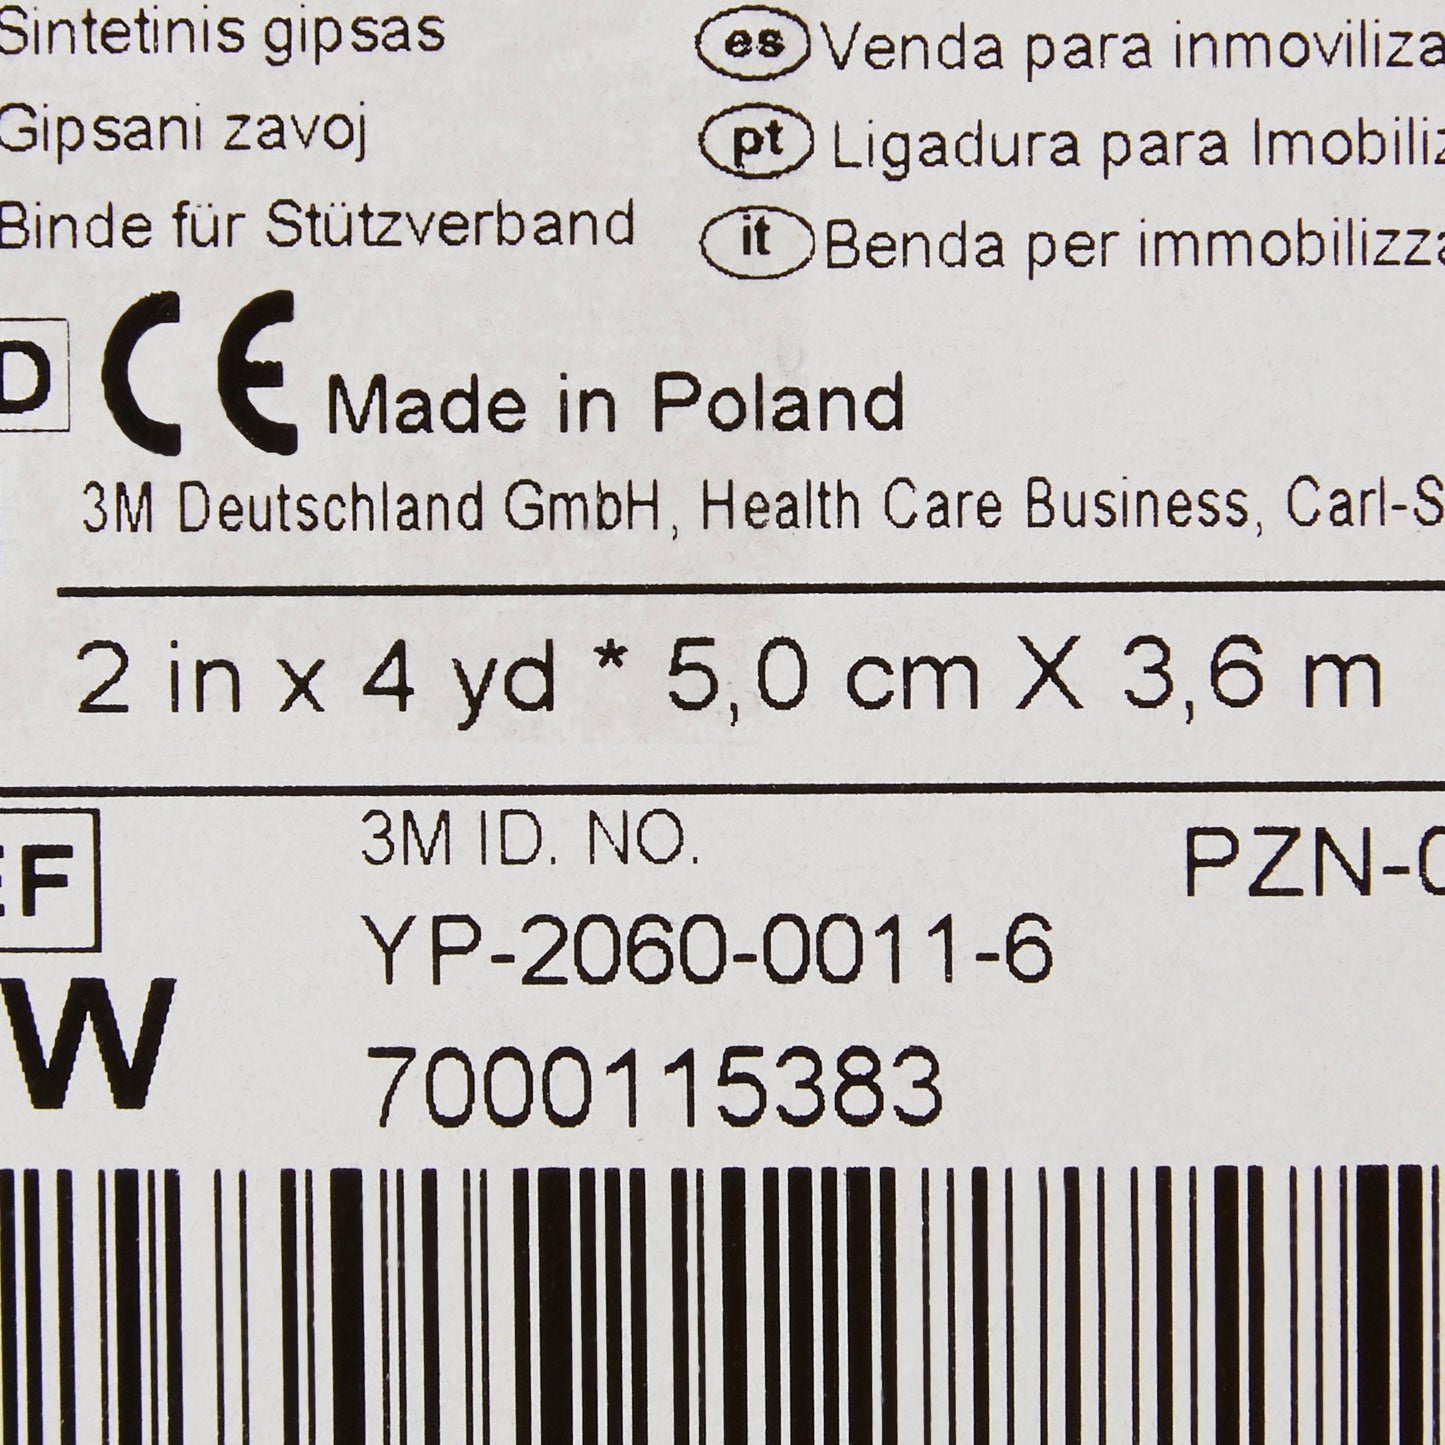 Sintetinis gipsas
Gipsani zavoj
Binde für Stützverband
es Venda para inmoviliza
pt Ligadura para Imobiliz
it Benda per immobilizza
D CE Made in Poland
3M Deutschland GmbH, Health Care Business, Carl-S
2 in x 4 yd * 5,0 cm X 3,6 m
EF
W
3M ID. NO.
YP-2060-0011-6
7000115383
PZN-0